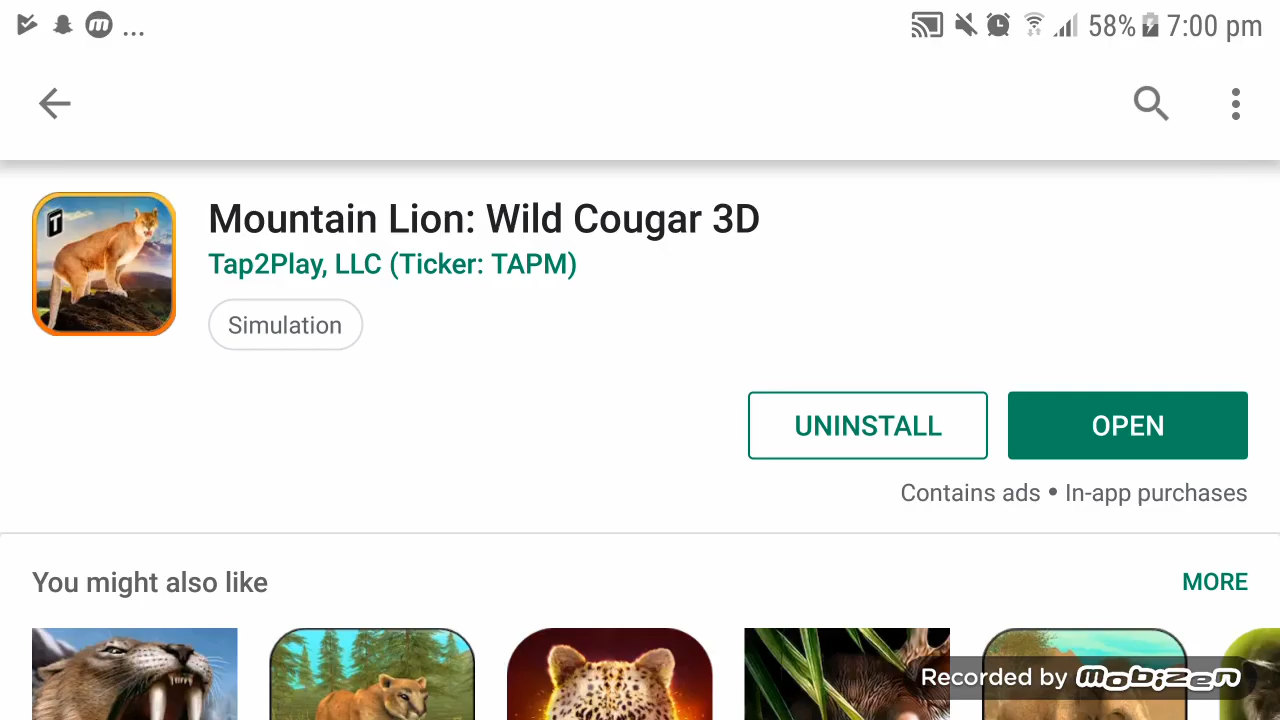 m ... 58% 7:00 pm
T
Mountain Lion: Wild Cougar 3D
Tap2Play, LLC (Ticker: TAPM)
Simulation
UNINSTALL OPEN
Contains ads • In-app purchases
You might also like MORE
Recorded by mobizen